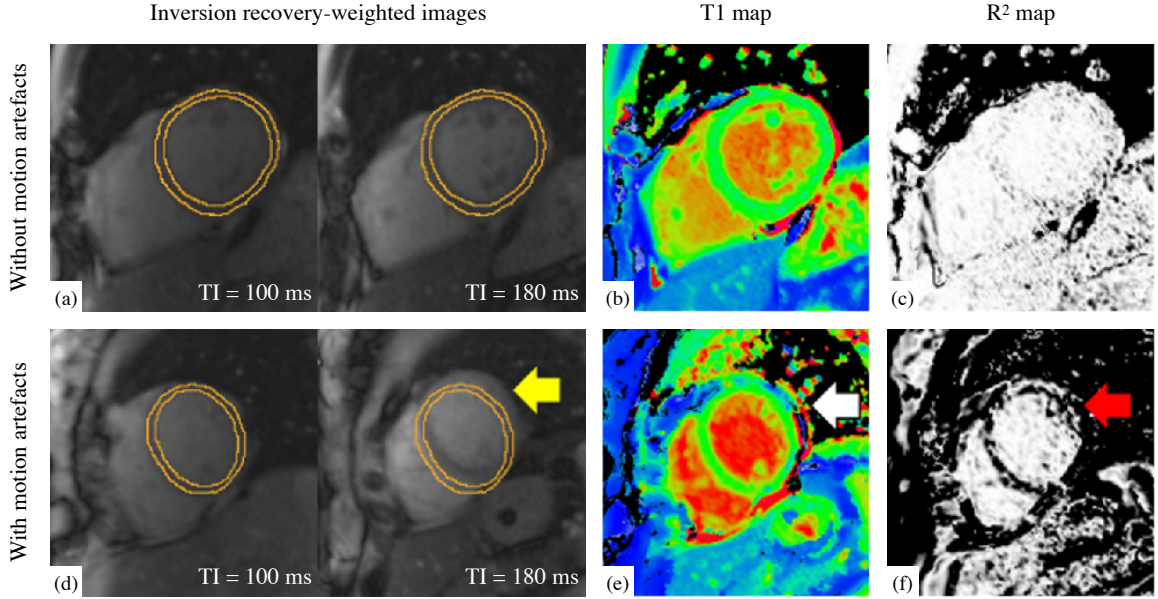 Inversion recovery-weighted images
T1 map
R² map
Without motion artefacts
(a)
TI = 100 ms
TI = 180 ms
(b)
(c)
With motion artefacts
(d)
TI = 100 ms
TI = 180 ms
(e)
(f)